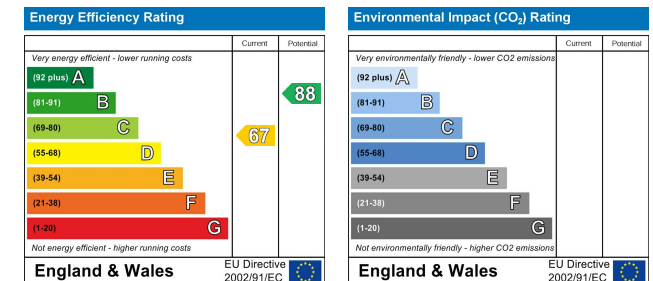 Energy Efficiency Rating
Current Potential
Very energy efficient - lower running costs
(92 plus) A
(81-91) B
(69-80) C
(55-68) D
(39-54) E
(21-38) F
(1-20) G
67
88
Not energy efficient - higher running costs
England & Wales
EU Directive
2002/91/EC
Environmental Impact (CO2) Rating
Current Potential
Very environmentally friendly - lower CO2 emissions
(92 plus) A
(81-91) B
(69-80) C
(55-68) D
(39-54) E
(21-38) F
(1-20) G
Not environmentally friendly - higher CO2 emissions
England & Wales
EU Directive
2002/91/EC